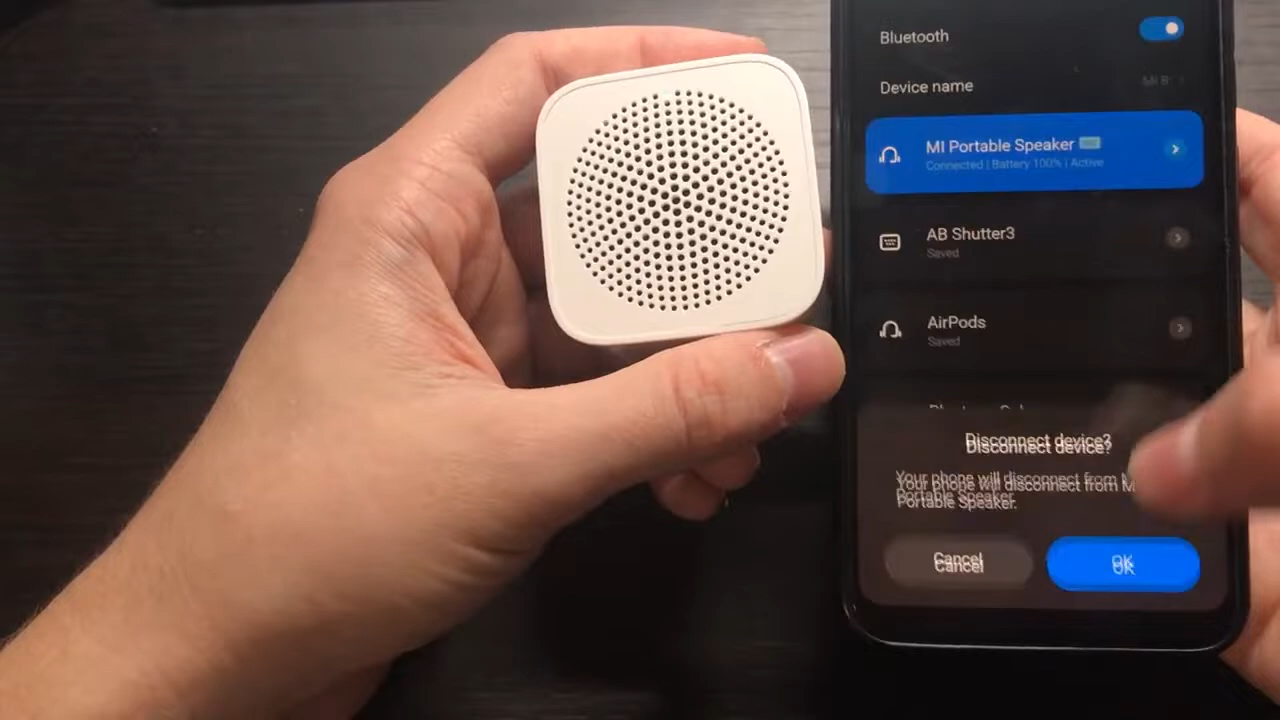 Bluetooth
Device name
MI Portable Speaker
Connected | Battery 100% | Active
AB Shutter3
Saved
AirPods
Saved
Disconnect device?
Your phone will disconnect from
Portable Speaker.
Cancel
OK